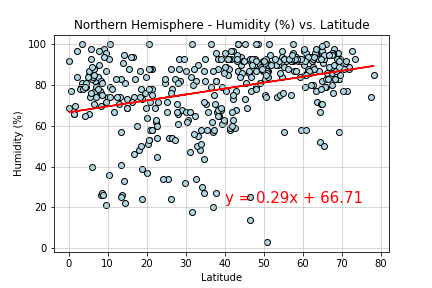 Northern Hemisphere - Humidity (%) vs. Latitude
100
80
60
40
20
0
Humidity (%)
y = 0.29x + 66.71
0 10 20 30 40 50 60 70 80
Latitude